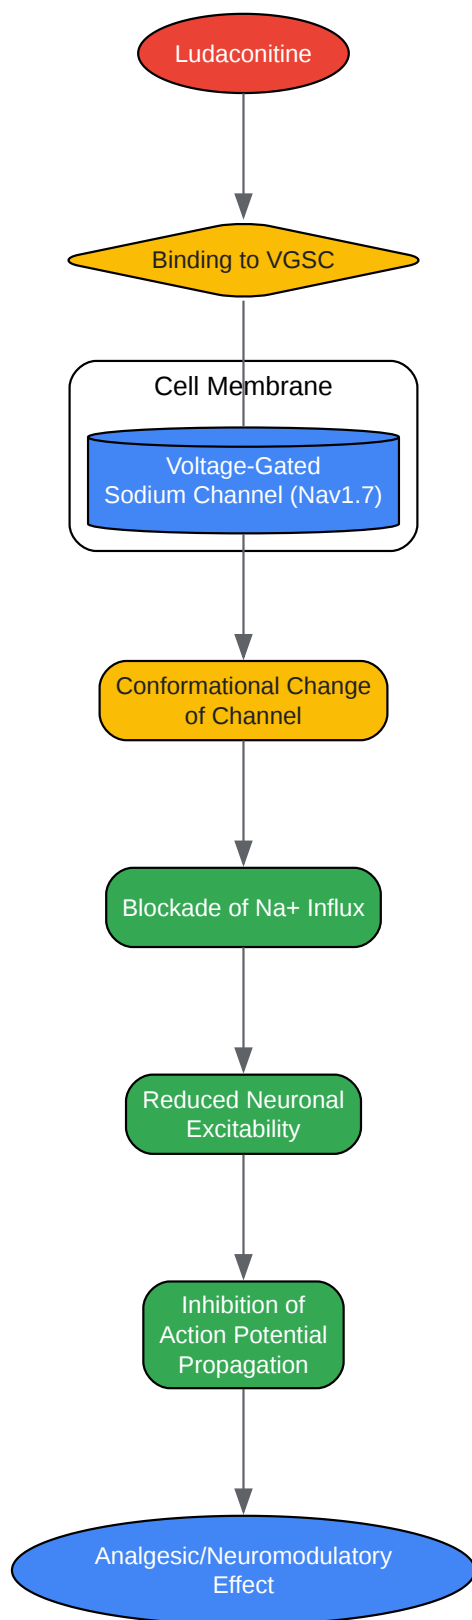 Ludaconitine
Binding to VGSC
Cell Membrane
Voltage-Gated
Sodium Channel (Nav1.7)
Conformational Change
of Channel
Blockade of Na+ Influx
Reduced Neuronal
Excitability
Inhibition of
Action Potential
Propagation
Analgesic/Neuromodulatory
Effect